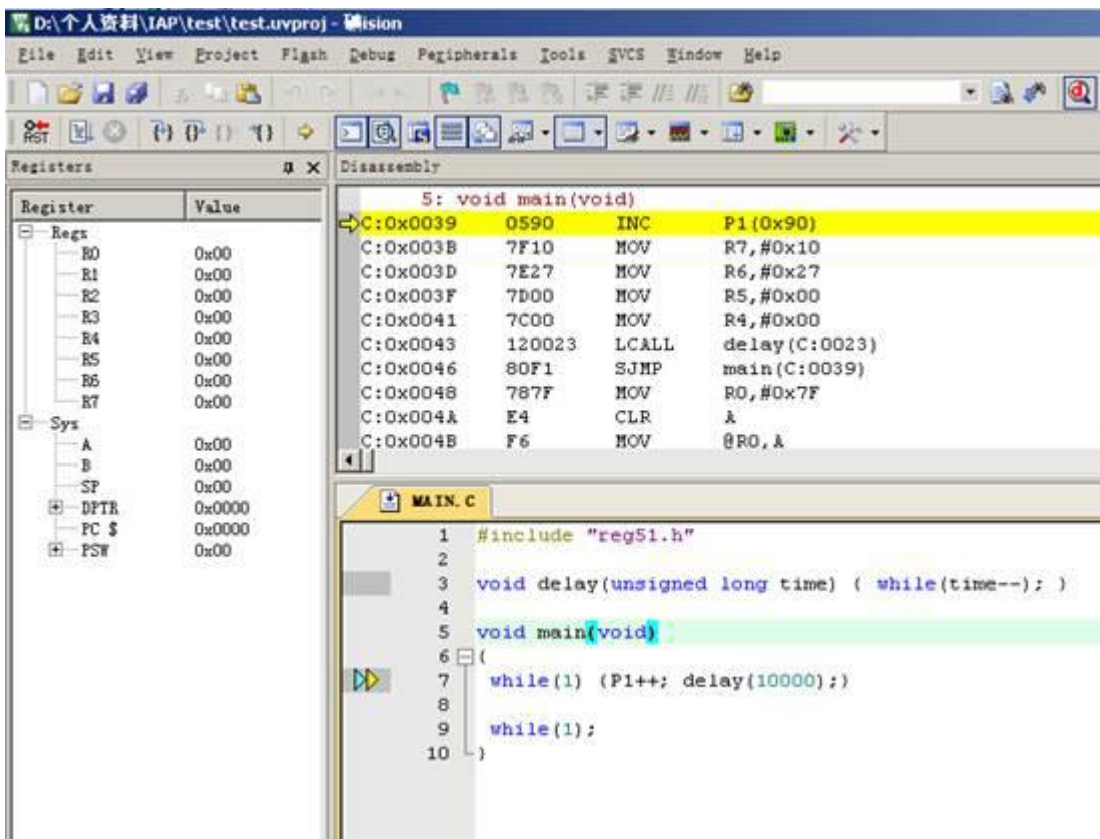 D:\个人资料\IAP\test\test.uvproj - µVision
File Edit View Project Flash Debug Peripherals Tools SVCS Window Help
RST
Registers
Register Value
Regs
R0 0x00
R1 0x00
R2 0x00
R3 0x00
R4 0x00
R5 0x00
R6 0x00
R7 0x00
Sys
A 0x00
B 0x00
SP 0x00
DPTR 0x0000
PC $ 0x0000
PSW 0x00
Disassembly
5: void main(void)
C:0x0039 0590 INC P1(0x90)
C:0x003B 7F10 MOV R7,#0x10
C:0x003D 7E27 MOV R6,#0x27
C:0x003F 7D00 MOV R5,#0x00
C:0x0041 7C00 MOV R4,#0x00
C:0x0043 120023 LCALL delay(C:0023)
C:0x0046 80F1 SJMP main(C:0039)
C:0x0048 787F MOV R0,#0x7F
C:0x004A E4 CLR A
C:0x004B F6 MOV @R0,A
MAIN.C
1 #include "reg51.h"
2
3 void delay(unsigned long time) { while(time--); }
4
5 void main(void)
6 {
7 while(1) {P1++; delay(10000);}
8
9 while(1);
10 }